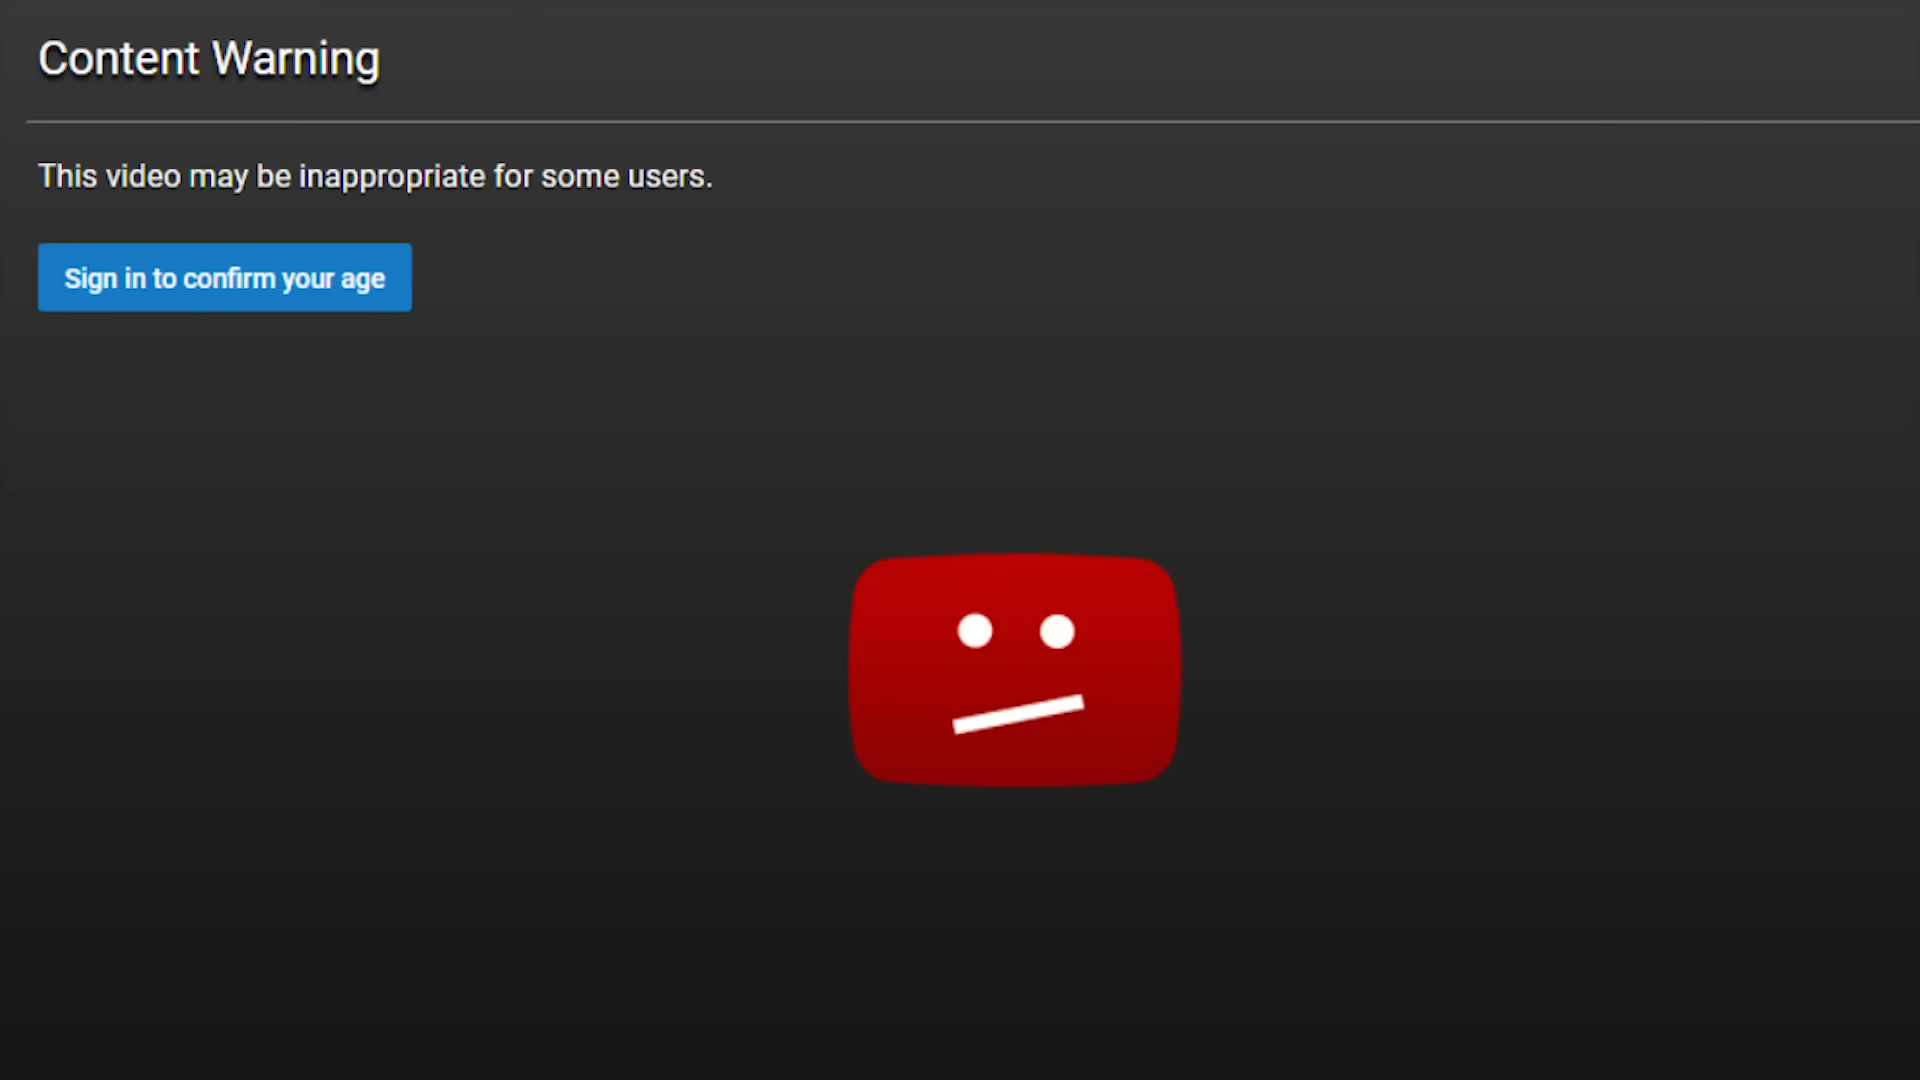 Content Warning
This video may be inappropriate for some users.
Sign in to confirm your age